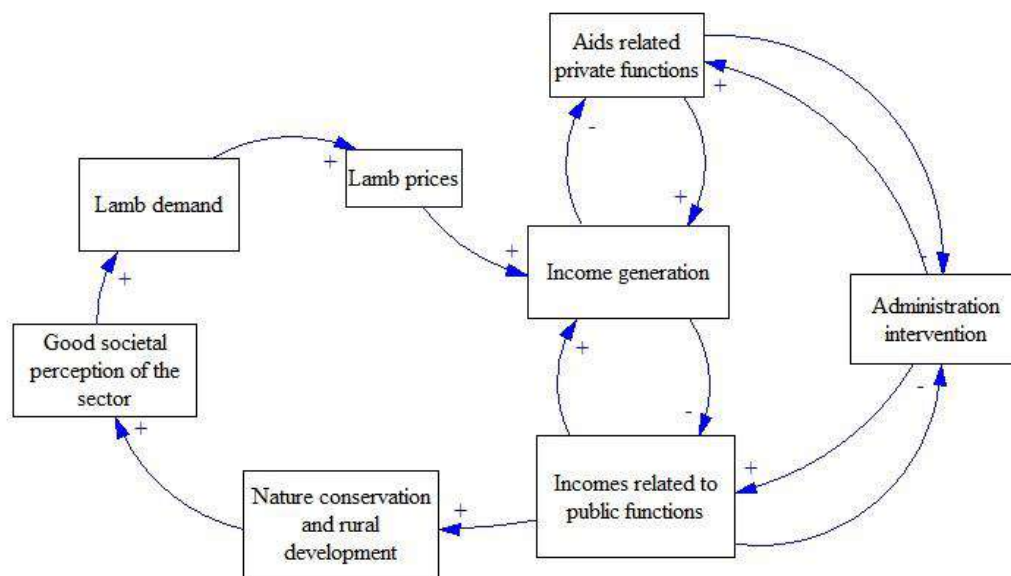 Aids related
private functions
+
-
+
+
Lamb prices
Lamb demand
+
+
Income generation
-
Administration
intervention
+
Good societal
perception of the
sector
+
-
-
+
+
Nature conservation
and rural
development
+
Incomes related to
public functions